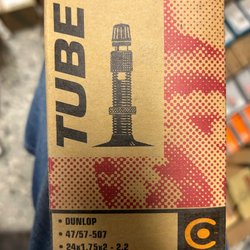 TUBE
• DUNLOP
• 47/57-507
• 24x1.75x2 - 2.2